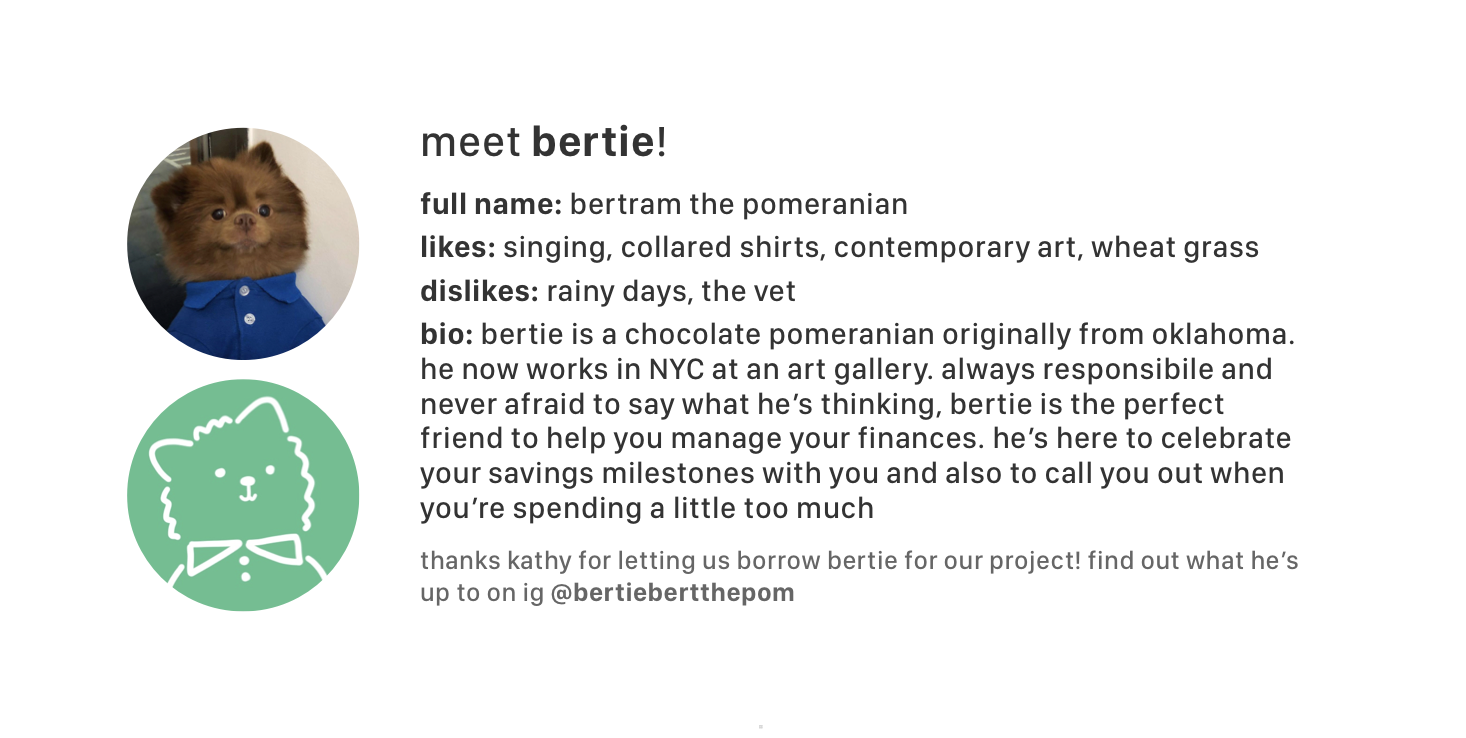 meet bertie!
full name: bertram the pomeranian
likes: singing, collared shirts, contemporary art, wheat grass
dislikes: rainy days, the vet
bio: bertie is a chocolate pomeranian originally from oklahoma.
he now works in NYC at an art gallery. always responsibile and
never afraid to say what he’s thinking, bertie is the perfect
friend to help you manage your finances. he’s here to celebrate
your savings milestones with you and also to call you out when
you’re spending a little too much
thanks kathy for letting us borrow bertie for our project! find out what he’s
up to on ig @bertiebertthepom